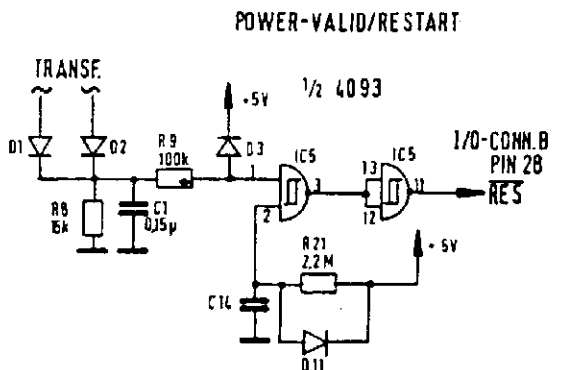 POWER-VALID/RESTART
TRANSF.
½ 4093
+5V
D1
D2
R9
100k
D3
1
IC5
3
IC5
13
12
11
I/O-CONN.B
PIN 28
RES
R8
15k
C1
0,15µ
2
R21
2,2M
+5V
C14
D11